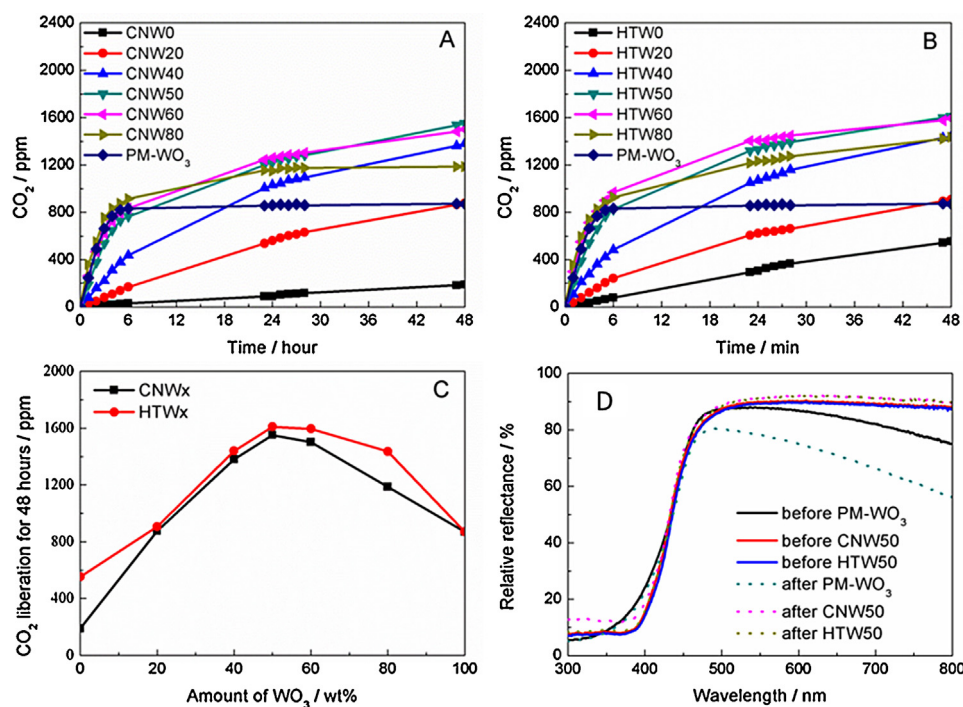 A
CNW0
CNW20
CNW40
CNW50
CNW60
CNW80
PM-WO3
2400
2000
1600
1200
800
400
0
CO2 / ppm
0 6 12 18 24 30 36 42 48
Time / hour
B
HTW0
HTW20
HTW40
HTW50
HTW60
HTW80
PM-WO3
2400
2000
1600
1200
800
400
0
CO2 / ppm
0 6 12 18 24 30 36 42 48
Time / min
C
CNWx
HTWx
2000
1600
1200
800
400
0
CO2 liberation for 48 hours / ppm
0 20 40 60 80 100
Amount of WO3 / wt%
D
100
90
80
70
60
50
40
30
20
10
0
Relative reflectance / %
before PM-WO3
before CNW50
before HTW50
after PM-WO3
after CNW50
after HTW50
300 400 500 600 700 800
Wavelength / nm